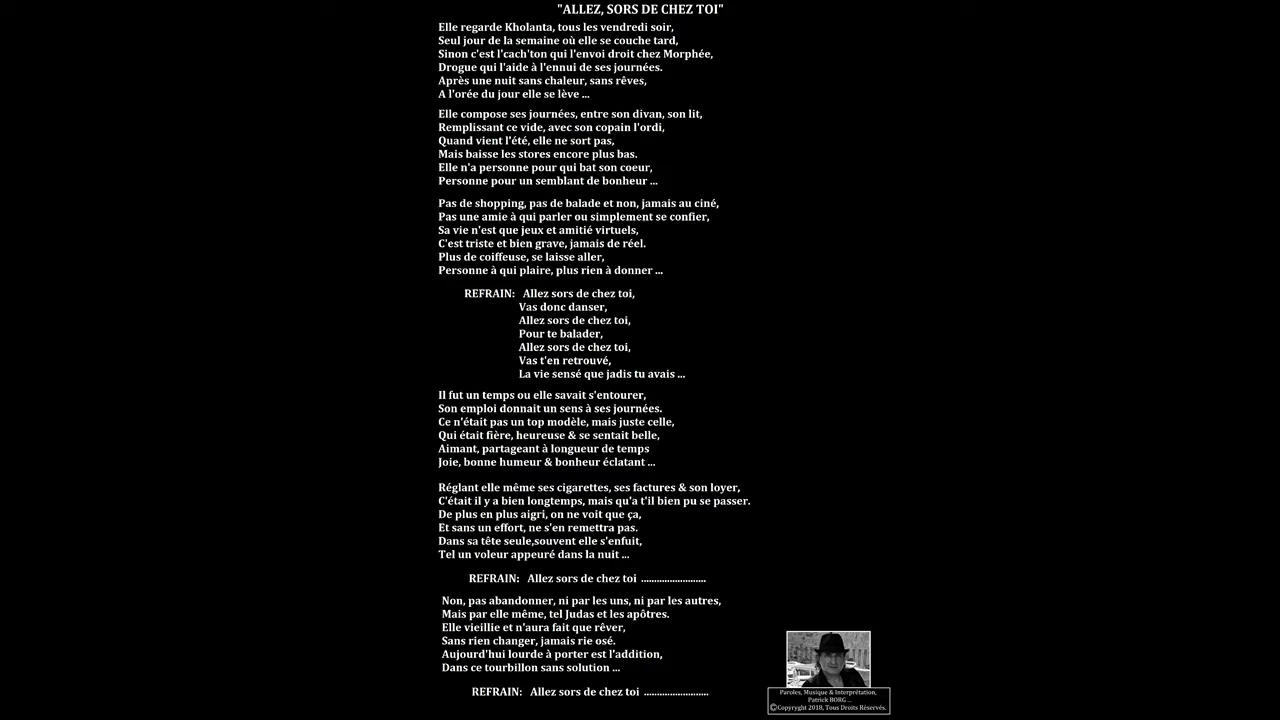 "ALLEZ, SORS DE CHEZ TOI"
Elle regarde Kholanta, tous les vendredi soir,
Seul jour de la semaine où elle se couche tard,
Sinon c'est l'cach'ton qui l'envoi droit chez Morphée,
Drogue qui l'aide à l'ennui de ses journées.
Après une nuit sans chaleur, sans rêves,
A l'orée du jour elle se lève ...
Elle compose ses journées, entre son divan, son lit,
Remplissant ce vide, avec son copain l'ordi,
Quand vient l'été, elle ne sort pas,
Mais baisse les stores encore plus bas.
Elle n'a personne pour qui bat son coeur,
Personne pour un semblant de bonheur ...
Pas de shopping, pas de balade et non, jamais au ciné,
Pas une amie à qui parler ou simplement se confier,
Sa vie n'est que jeux et amitié virtuels,
C'est triste et bien grave, jamais de réel.
Plus de coiffeuse, se laisse aller,
Personne à qui plaire, plus rien à donner ...
REFRAIN: Allez sors de chez toi,
Vas donc danser,
Allez sors de chez toi,
Pour te balader,
Allez sors de chez toi,
Vas t'en retrouvé,
La vie sensé que jadis tu avais ...
Il fut un temps ou elle savait s'entourer,
Son emploi donnait un sens à ses journées.
Ce n'était pas un top modèle, mais juste celle,
Qui était fière, heureuse & se sentait belle,
Aimant, partageant à longueur de temps
Joie, bonne humeur & bonheur éclatant ...
Réglant elle même ses cigarettes, ses factures & son loyer,
C'était il y a bien longtemps, mais qu'a t'il bien pu se passer.
De plus en plus aigri, on ne voit que ça,
Et sans un effort, ne s'en remettra pas.
Dans sa tête seule,souvent elle s'enfuit,
Tel un voleur appeuré dans la nuit ...
REFRAIN: Allez sors de chez toi .........................
Non, pas abandonner, ni par les uns, ni par les autres,
Mais par elle même, tel Judas et les apôtres.
Elle vieillie et n'aura fait que rêver,
Sans rien changer, jamais rie osé.
Aujourd'hui lourde à porter est l'addition,
Dans ce tourbillon sans solution ...
REFRAIN: Allez sors de chez toi .........................
Paroles, Musique & Interprétation,
Patrick BORG ...
©Copyryght 2018, Tous Droits Réservés.